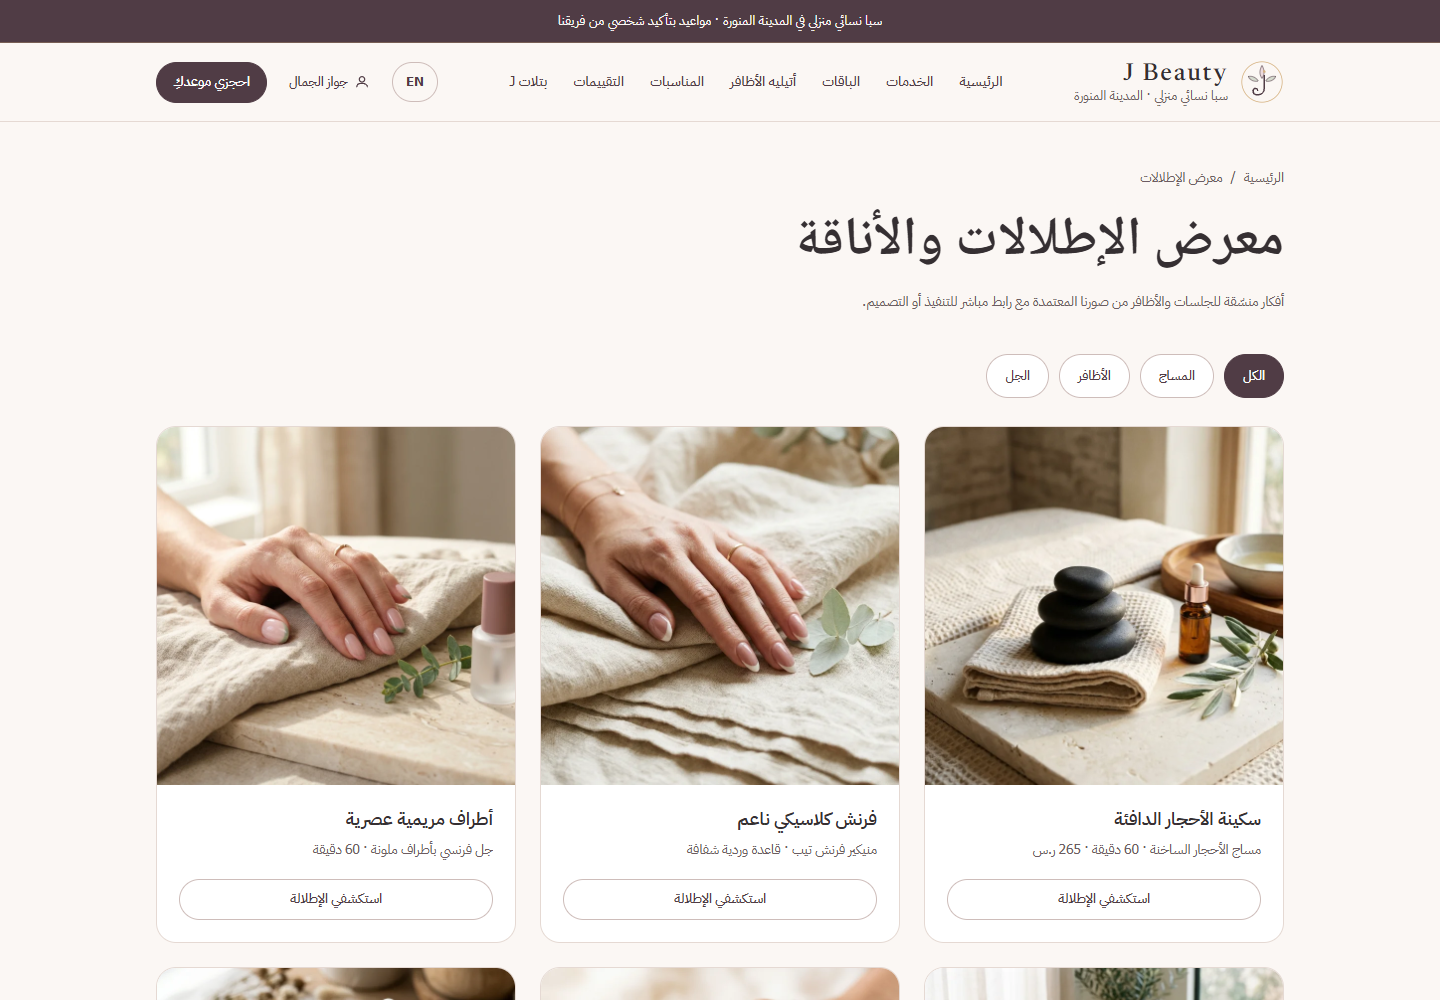 سبا نسائي منزلي في المدينة المنورة · مواعيد بتأكيد شخصي من فريقنا
J Beauty
سبا نسائي منزلي · المدينة المنورة
الرئيسية
الخدمات
الباقات
أتيليه الأظافر
المناسبات
التقييمات
بتلات J
EN
جواز الجمال
احجزي موعدكِ
الرئيسية / معرض الإطلالات
معرض الإطلالات والأناقة
أفكار منسّقة للجلسات والأظافر من صورنا المعتمدة مع رابط مباشر للتنفيذ أو التصميم.
الكل
المساج
الأظافر
الجل
سكينة الأحجار الدافئة
مساج الأحجار الساخنة · 60 دقيقة · 265 ر.س
استكشفي الإطلالة
فرنش كلاسيكي ناعم
منيكير فرنش تيب · قاعدة وردية شفافة
استكشفي الإطلالة
أطراف مريمية عصرية
جل فرنسي بأطراف ملونة · 60 دقيقة
استكشفي الإطلالة